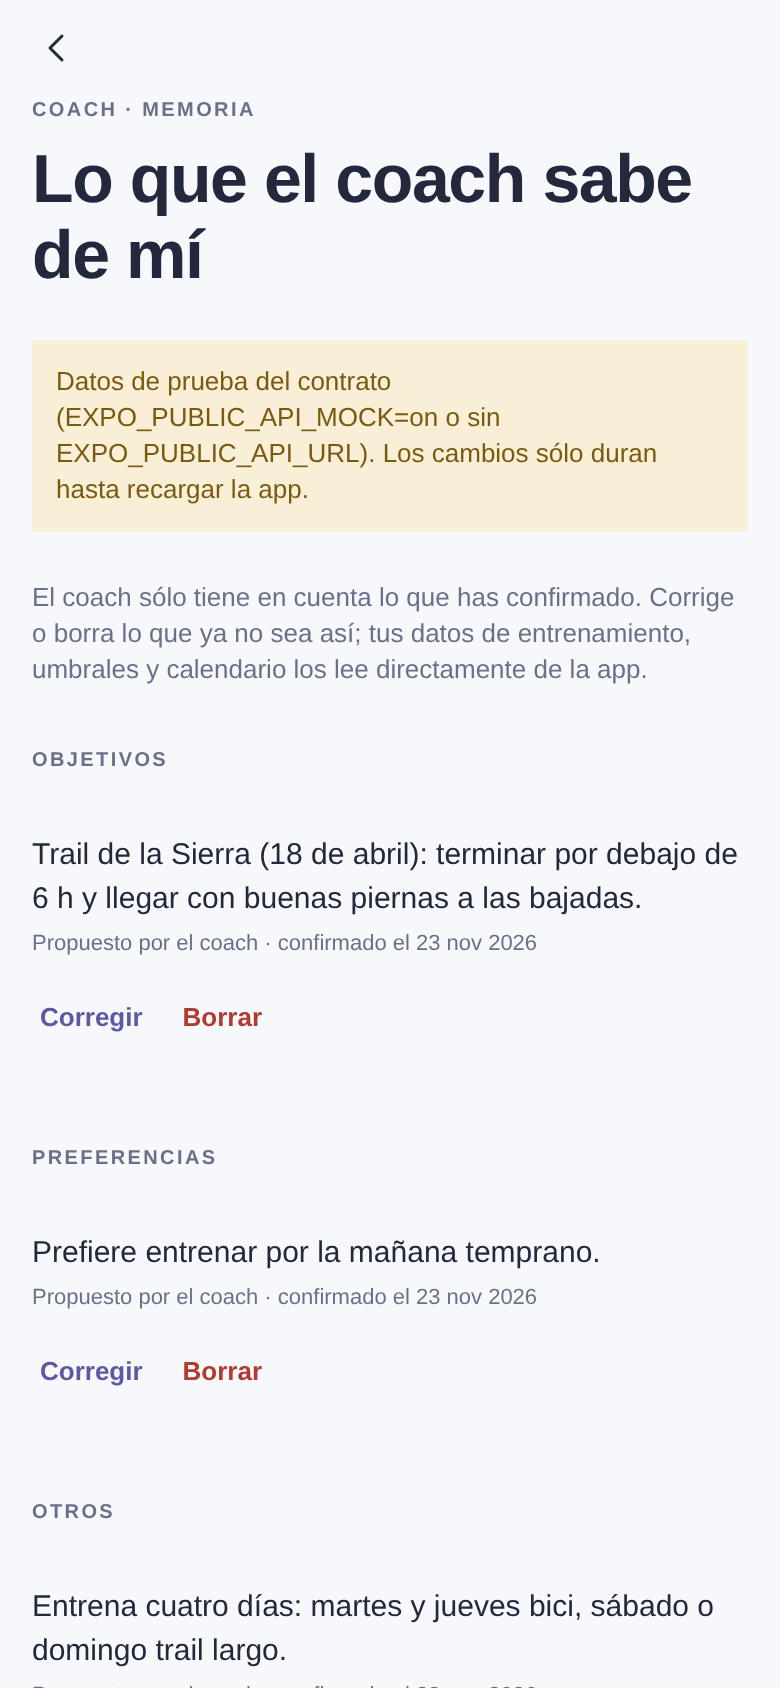 COACH · MEMORIA
Lo que el coach sabe
de mí
Datos de prueba del contrato
(EXPO_PUBLIC_API_MOCK=on o sin
EXPO_PUBLIC_API_URL). Los cambios sólo duran
hasta recargar la app.
El coach sólo tiene en cuenta lo que has confirmado. Corrige
o borra lo que ya no sea así; tus datos de entrenamiento,
umbrales y calendario los lee directamente de la app.
OBJETIVOS
Trail de la Sierra (18 de abril): terminar por debajo de
6 h y llegar con buenas piernas a las bajadas.
Propuesto por el coach · confirmado el 23 nov 2026
Corregir Borrar
PREFERENCIAS
Prefiere entrenar por la mañana temprano.
Propuesto por el coach · confirmado el 23 nov 2026
Corregir Borrar
OTROS
Entrena cuatro días: martes y jueves bici, sábado o
domingo trail largo.